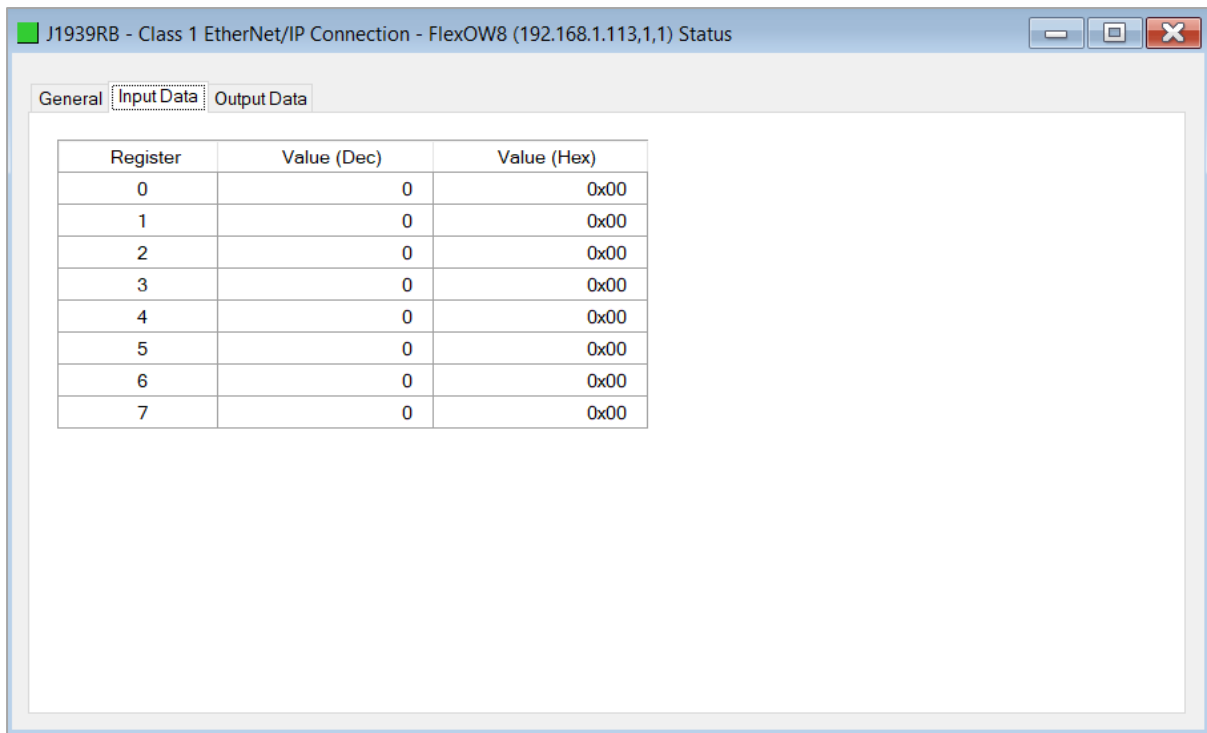 J1939RB - Class 1 EtherNet/IP Connection - FlexOW8 (192.168.1.113,1,1) Status
General Input Data Output Data
Register Value (Dec) Value (Hex)
0 0 0x00
1 0 0x00
2 0 0x00
3 0 0x00
4 0 0x00
5 0 0x00
6 0 0x00
7 0 0x00